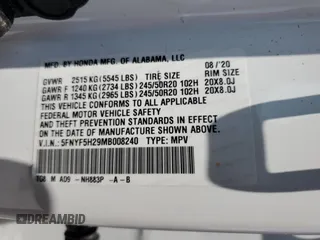 MFD. BY HONDA MFG. OF ALABAMA, LLC 08/'20
GVWR 2515 KG (5545 LBS) TIRE SIZE RIM SIZE
GAWR F 1240 KG (2734 LBS) 245/50R20 102H 20X8.0J
GAWR R 1345 KG (2965 LBS) 245/50R20 102H 20X8.0J
THIS VEHICLE CONFORMS TO ALL APPLICABLE
FEDERAL MOTOR VEHICLE SAFETY AND
THEFT PREVENTION STANDARDS IN EFFECT ON
THE DATE OF MANUFACTURE SHOWN ABOVE.
V.I.N.: 5FNYF5H29MB008240 TYPE: MPV
TG8 M AD9 -NH883P -A -B